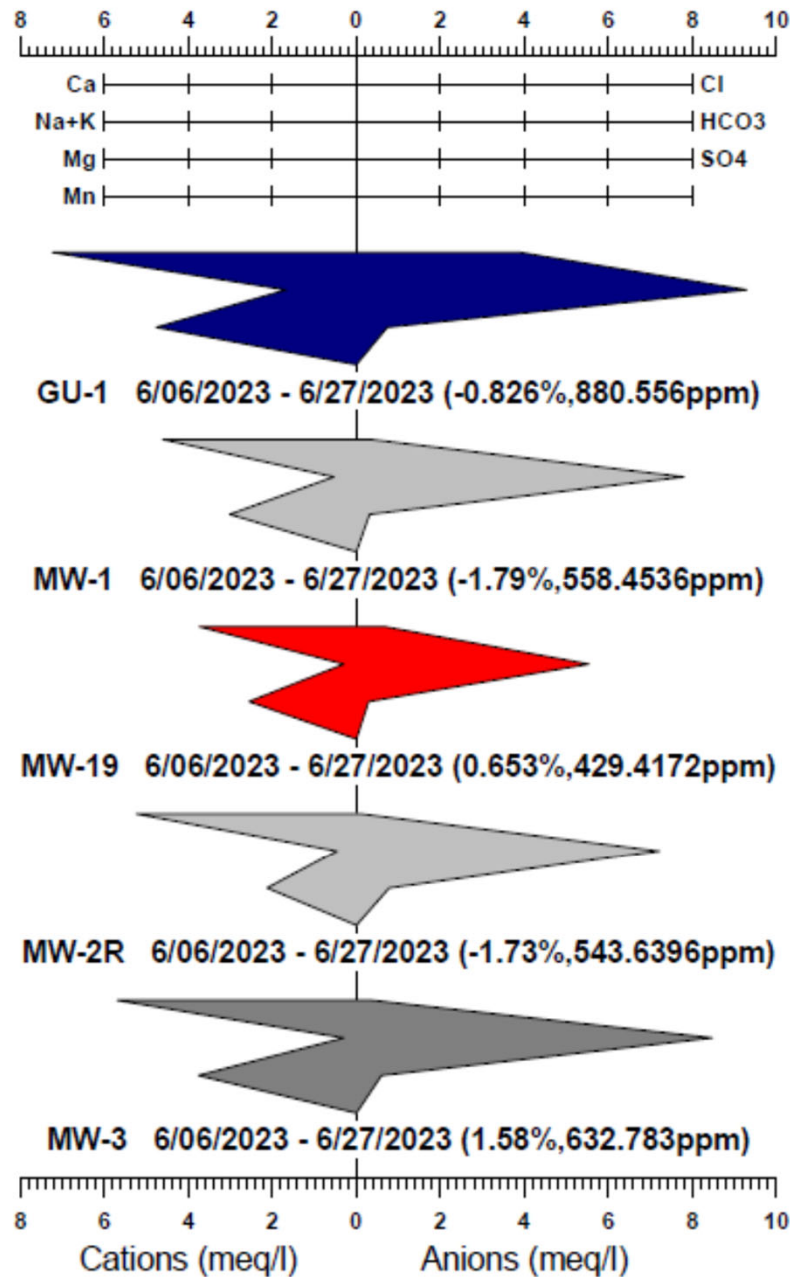 8 6 4 2 0 2 4 6 8 10
Ca Cl
Na+K HCO3
Mg SO4
Mn
GU-1 6/06/2023 - 6/27/2023 (-0.826%,880.556ppm)
MW-1 6/06/2023 - 6/27/2023 (-1.79%,558.4536ppm)
MW-19 6/06/2023 - 6/27/2023 (0.653%,429.4172ppm)
MW-2R 6/06/2023 - 6/27/2023 (-1.73%,543.6396ppm)
MW-3 6/06/2023 - 6/27/2023 (1.58%,632.783ppm)
8 6 4 2 0 2 4 6 8 10
Cations (meq/l) Anions (meq/l)